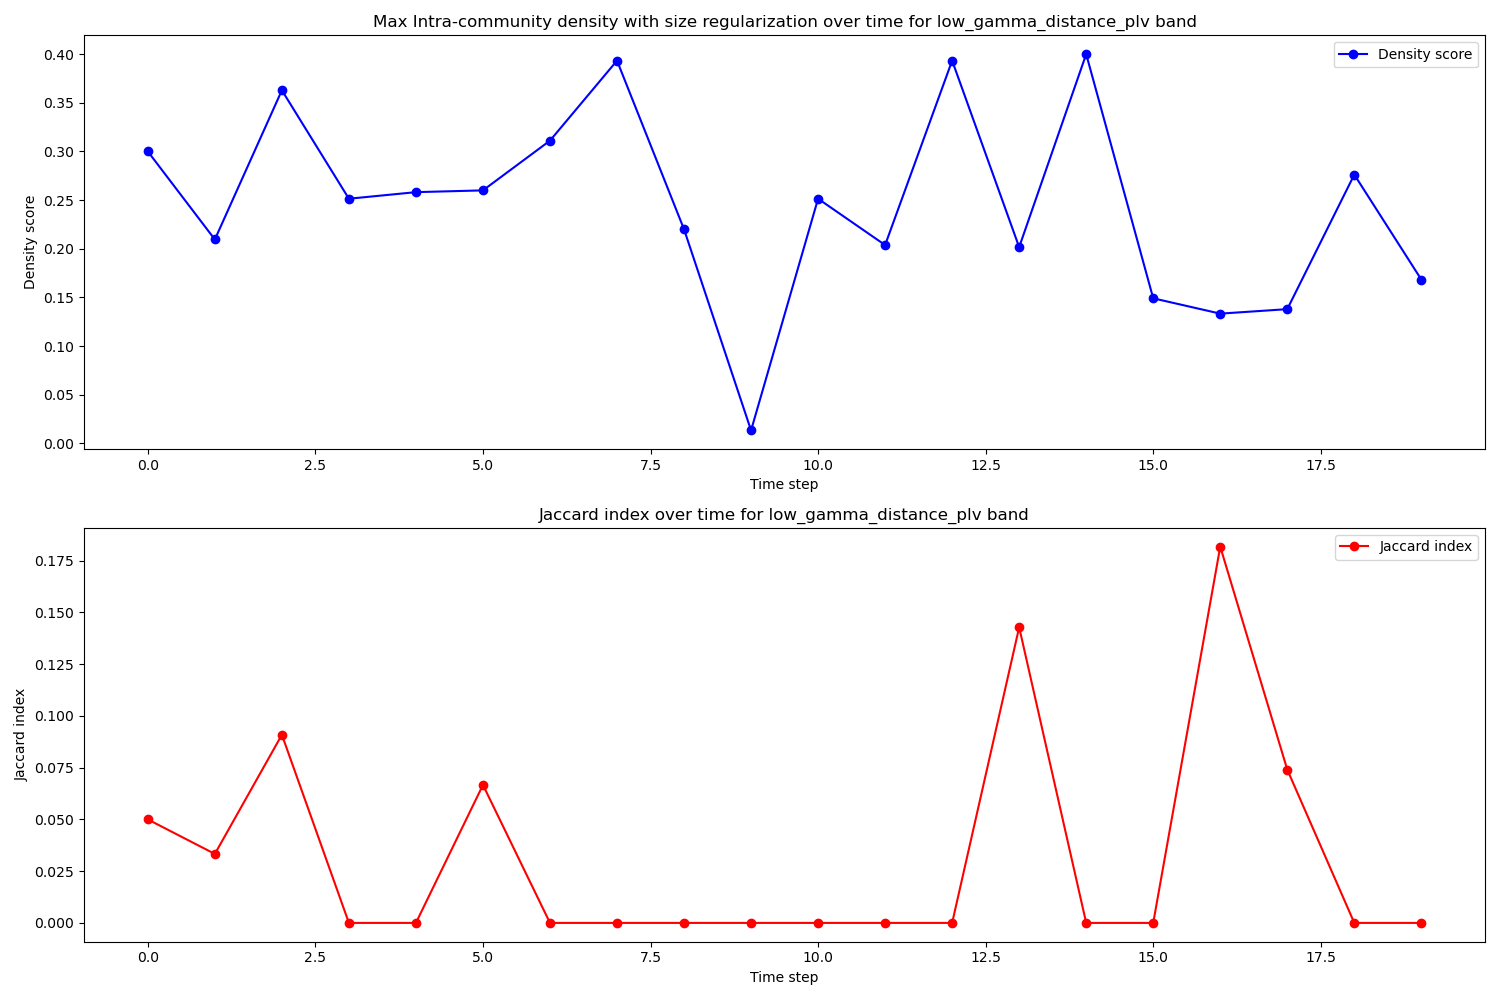 Max Intra-community density with size regularization over time for low_gamma_distance_plv band
Density score
0.40
0.35
0.30
0.25
0.20
0.15
0.10
0.05
0.00
Density score
0.0 2.5 5.0 7.5 10.0 12.5 15.0 17.5
Time step
Jaccard index over time for low_gamma_distance_plv band
Jaccard index
0.175
0.150
0.125
0.100
0.075
0.050
0.025
0.000
Jaccard index
0.0 2.5 5.0 7.5 10.0 12.5 15.0 17.5
Time step